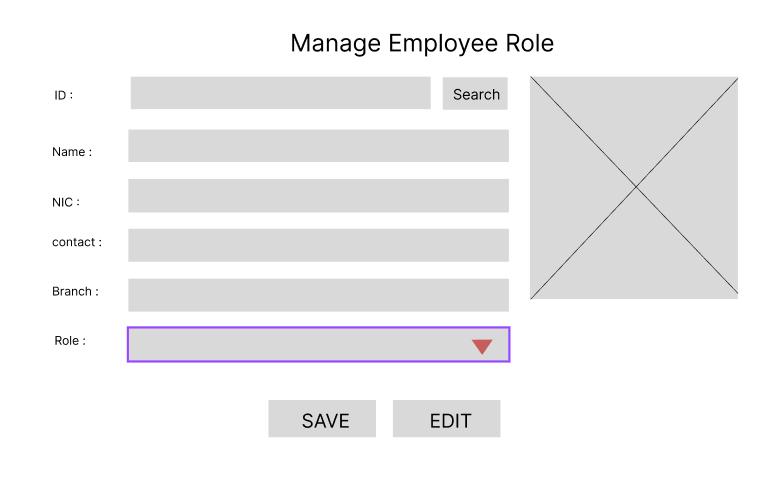 Manage Employee Role
ID :
Search
Name :
NIC :
contact :
Branch :
Role :
SAVE
EDIT